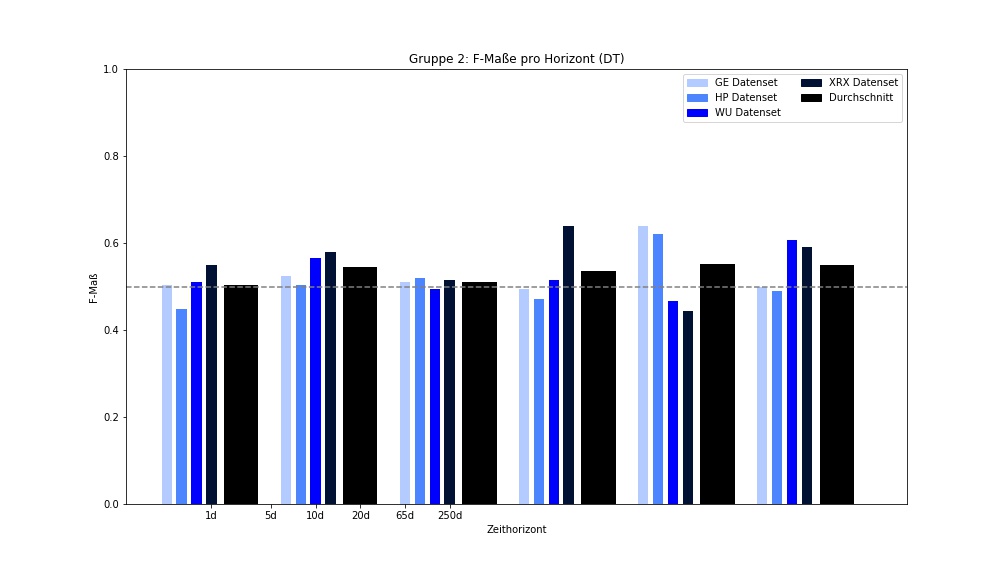 Gruppe 2: F-Maße pro Horizont (DT)
GE Datenset
HP Datenset
WU Datenset
XRX Datenset
Durchschnitt
1.0
0.8
0.6
0.4
0.2
0.0
F-Maß
1d 5d 10d 20d 65d 250d
Zeithorizont